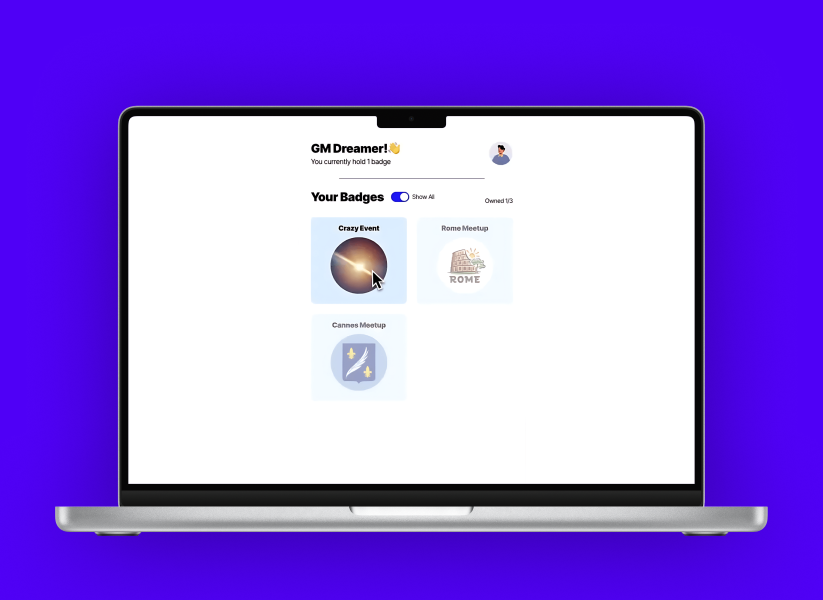 GM Dreamer!👋
You currently hold 1 badge
Your Badges
Show All
Owned 1/3
Crazy Event
Rome Meetup
ROME
Cannes Meetup